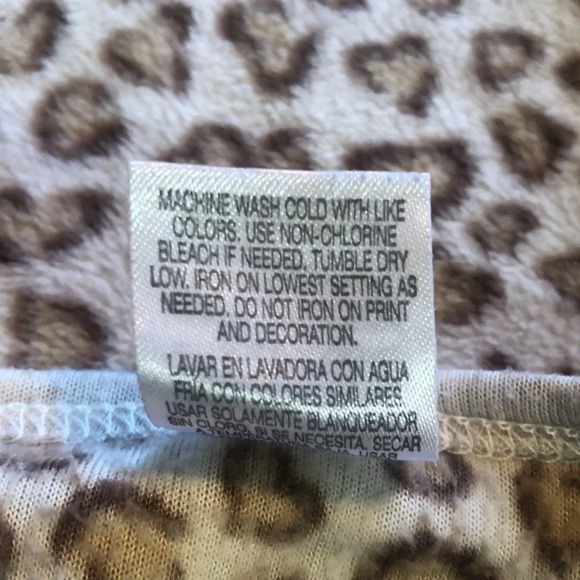 MACHINE WASH COLD WITH LIKE
COLORS. USE NON-CHLORINE
BLEACH IF NEEDED. TUMBLE DRY
LOW. IRON ON LOWEST SETTING AS
NEEDED. DO NOT IRON ON PRINT
AND DECORATION.
LAVAR EN LAVADORA CON AGUA
FRIA CON COLORES SIMILARES
USAR SOLAMENTE BLANQUEADOR
SIN CLORO, SI SE NECESITA. SECAR
USAR